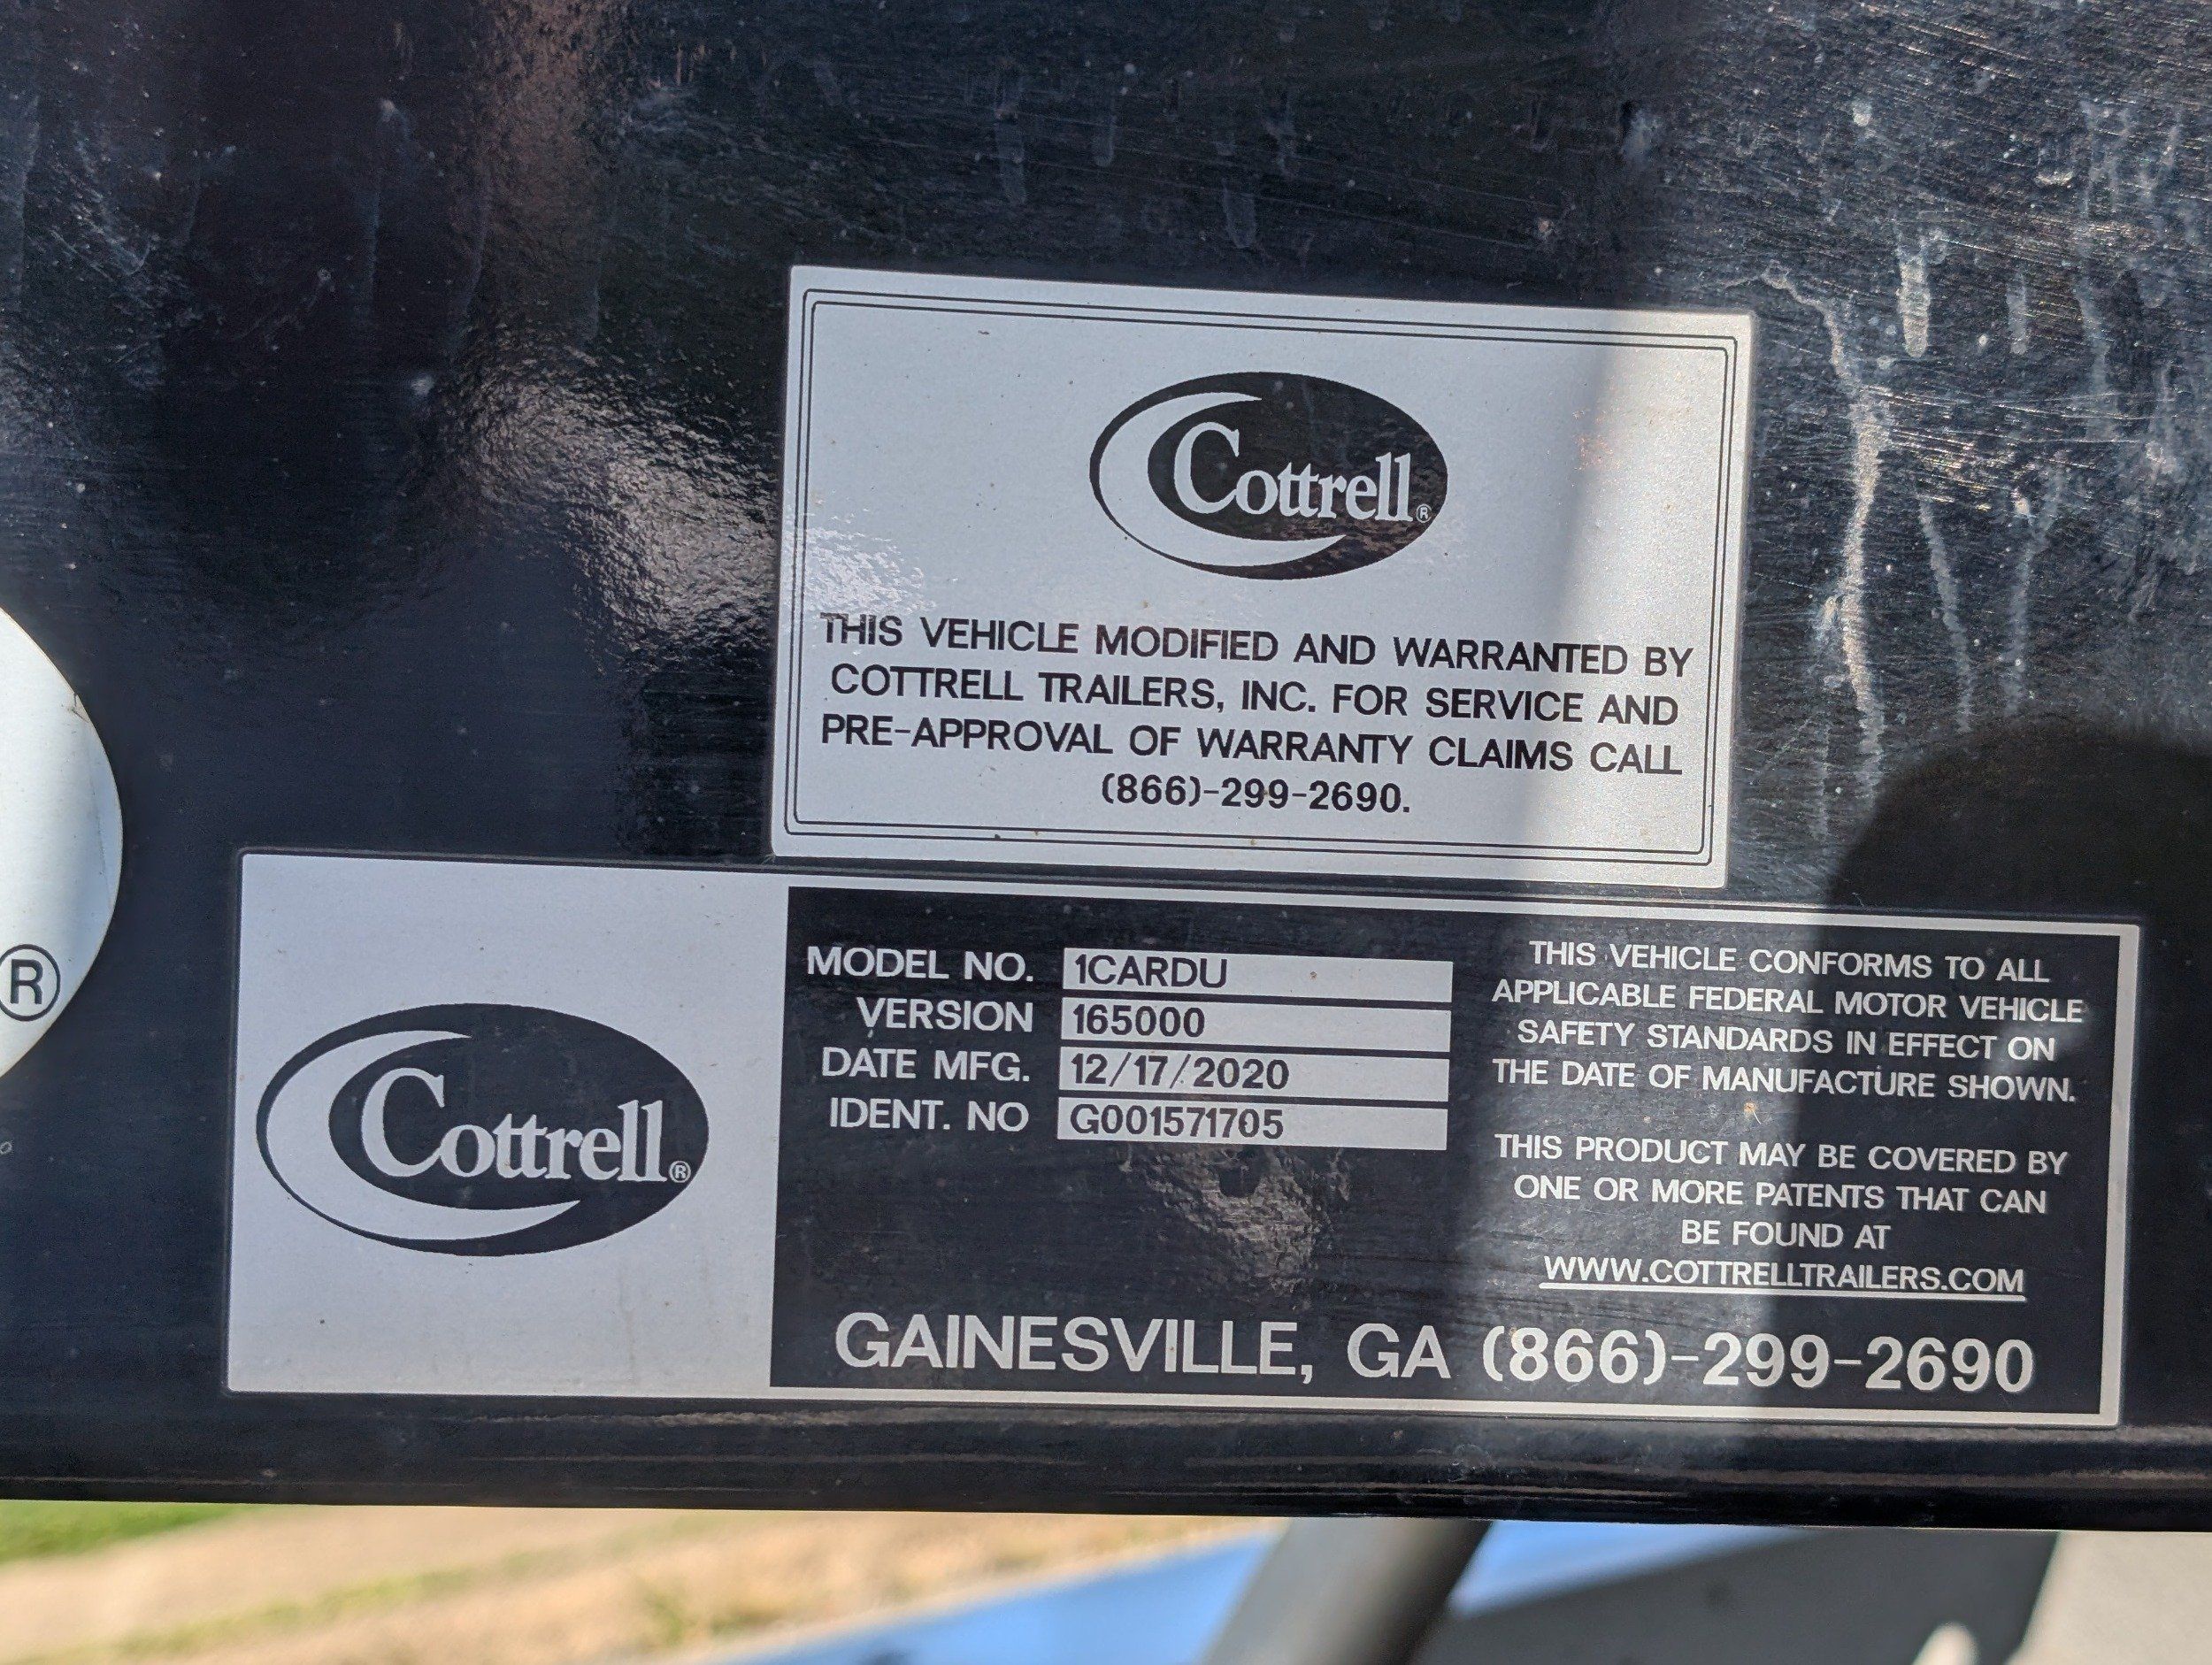 Cottrell®
THIS VEHICLE MODIFIED AND WARRANTED BY
COTTRELL TRAILERS, INC. FOR SERVICE AND
PRE-APPROVAL OF WARRANTY CLAIMS CALL
(866)-299-2690.
®
Cottrell®
MODEL NO. 1CARDU
VERSION 165000
DATE MFG. 12/17/2020
IDENT. NO G001571705
THIS VEHICLE CONFORMS TO ALL
APPLICABLE FEDERAL MOTOR VEHICLE
SAFETY STANDARDS IN EFFECT ON
THE DATE OF MANUFACTURE SHOWN.
THIS PRODUCT MAY BE COVERED BY
ONE OR MORE PATENTS THAT CAN
BE FOUND AT
WWW.COTTRELLTRAILERS.COM
GAINESVILLE, GA (866)-299-2690